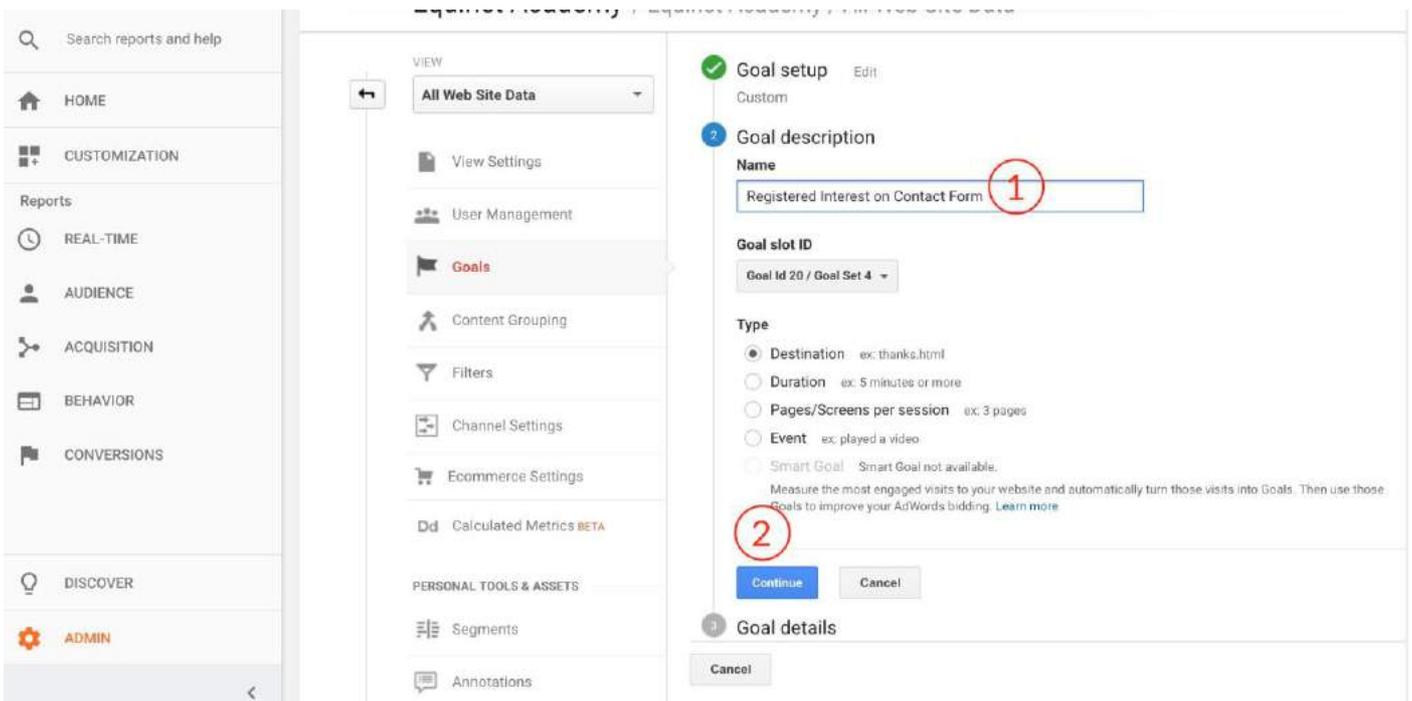 Search reports and help
HOME
CUSTOMIZATION
Reports
REAL-TIME
AUDIENCE
ACQUISITION
BEHAVIOR
CONVERSIONS
DISCOVER
ADMIN
VIEW
All Web Site Data
View Settings
User Management
Goals
Content Grouping
Filters
Channel Settings
Ecommerce Settings
Dd Calculated Metrics BETA
PERSONAL TOOLS & ASSETS
Segments
Annotations
Goal setup Edit
Custom
2 Goal description
Name
Registered Interest on Contact Form 1
Goal slot ID
Goal Id 20 / Goal Set 4
Type
Destination ex: thanks.html
Duration ex: 5 minutes or more
Pages/Screens per session ex: 3 pages
Event ex: played a video
Smart Goal Smart Goal not available.
Measure the most engaged visits to your website and automatically turn those visits into Goals. Then use those
Goals to improve your AdWords bidding. Learn more
2
Continue Cancel
3 Goal details
Cancel